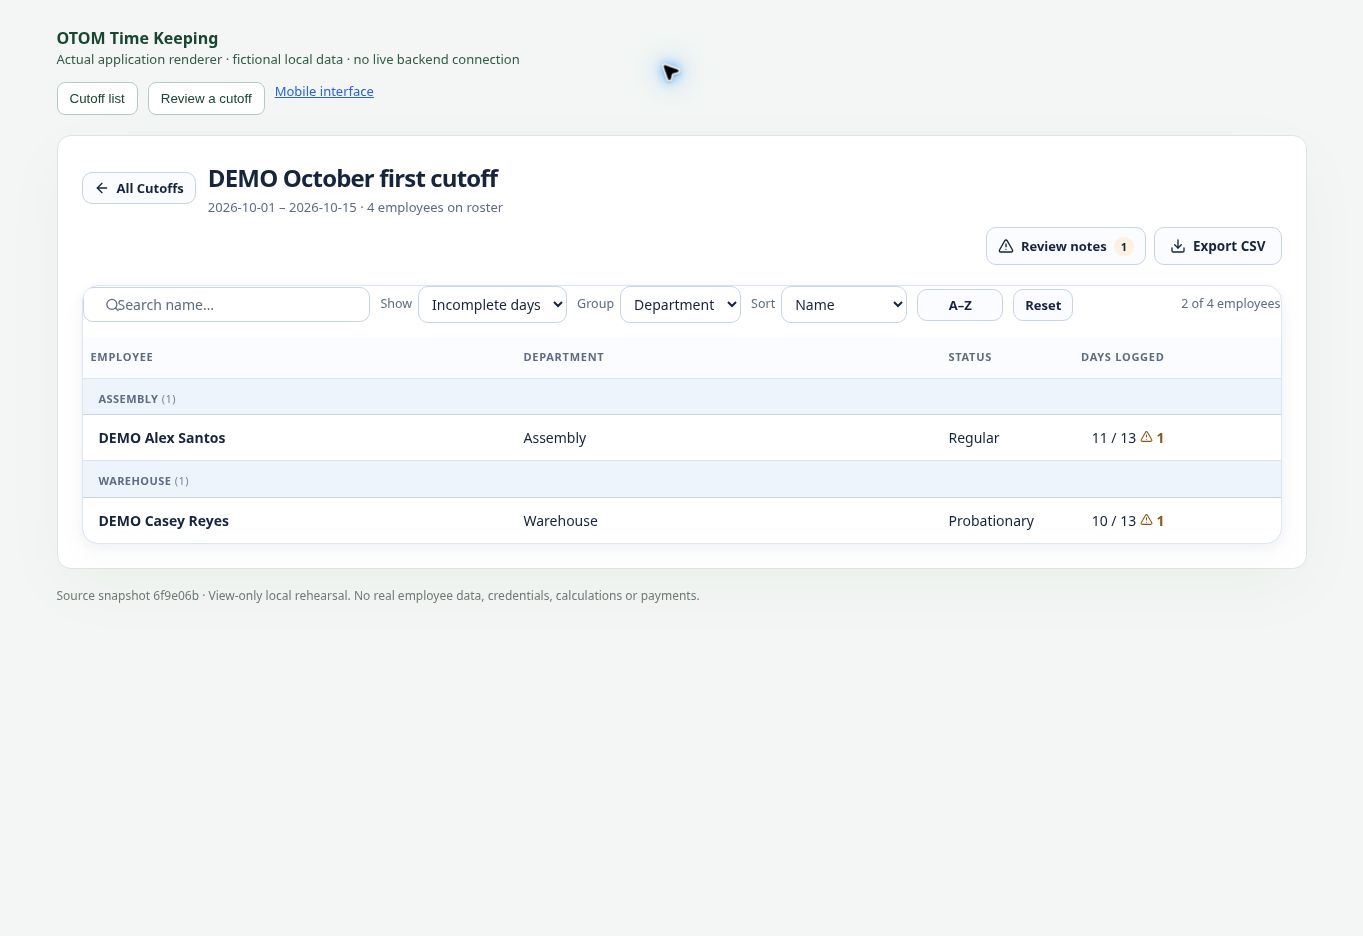 OTOM Time Keeping
Actual application renderer · fictional local data · no live backend connection
Cutoff list Review a cutoff Mobile interface
All Cutoffs
DEMO October first cutoff
2026-10-01 – 2026-10-15 · 4 employees on roster
Review notes 1 Export CSV
Search name... Show Incomplete days Group Department Sort Name A–Z Reset 2 of 4 employees
EMPLOYEE DEPARTMENT STATUS DAYS LOGGED
ASSEMBLY (1)
DEMO Alex Santos Assembly Regular 11 / 13 1
WAREHOUSE (1)
DEMO Casey Reyes Warehouse Probationary 10 / 13 1
Source snapshot 6f9e06b · View-only local rehearsal. No real employee data, credentials, calculations or payments.